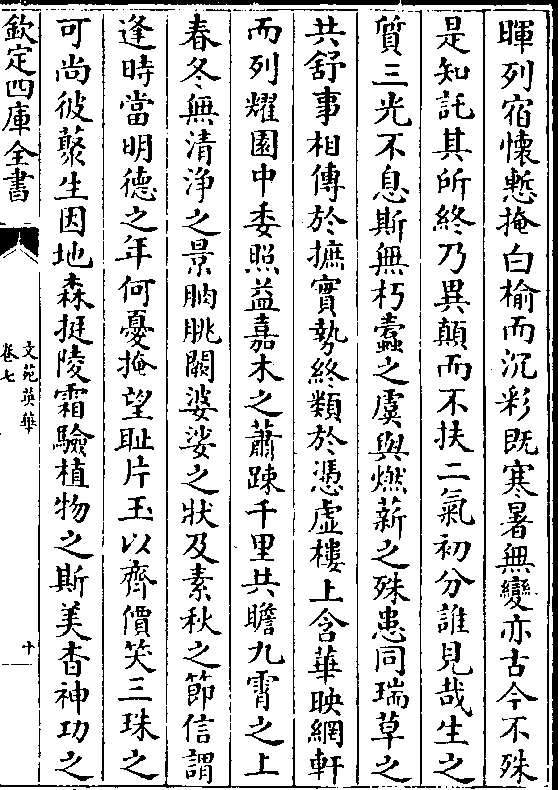 暉列宿懷慙掩白榆而沉彩既寒暑無變亦古今不殊
是知託其所終乃異顛而不扶二氣初分誰見哉生之
質三光不息斯無朽蠹之虞與燃薪之殊患同瑞草之
共舒事相傳於摭實勢終類於憑虛樓上含華映網軒
而列耀園中委照益嘉木之蕭踈千里共瞻九霄之上
春冬無清浄之景朒朓闕婆娑之狀及素秋之節信謂
逢時當明德之年何憂掩望耻片玉以齊價笑三珠之
可尚彼藂生因地森挺陵霜驗植物之斯美杳神功之
欽定四庫全書
文苑英華
卷七
十